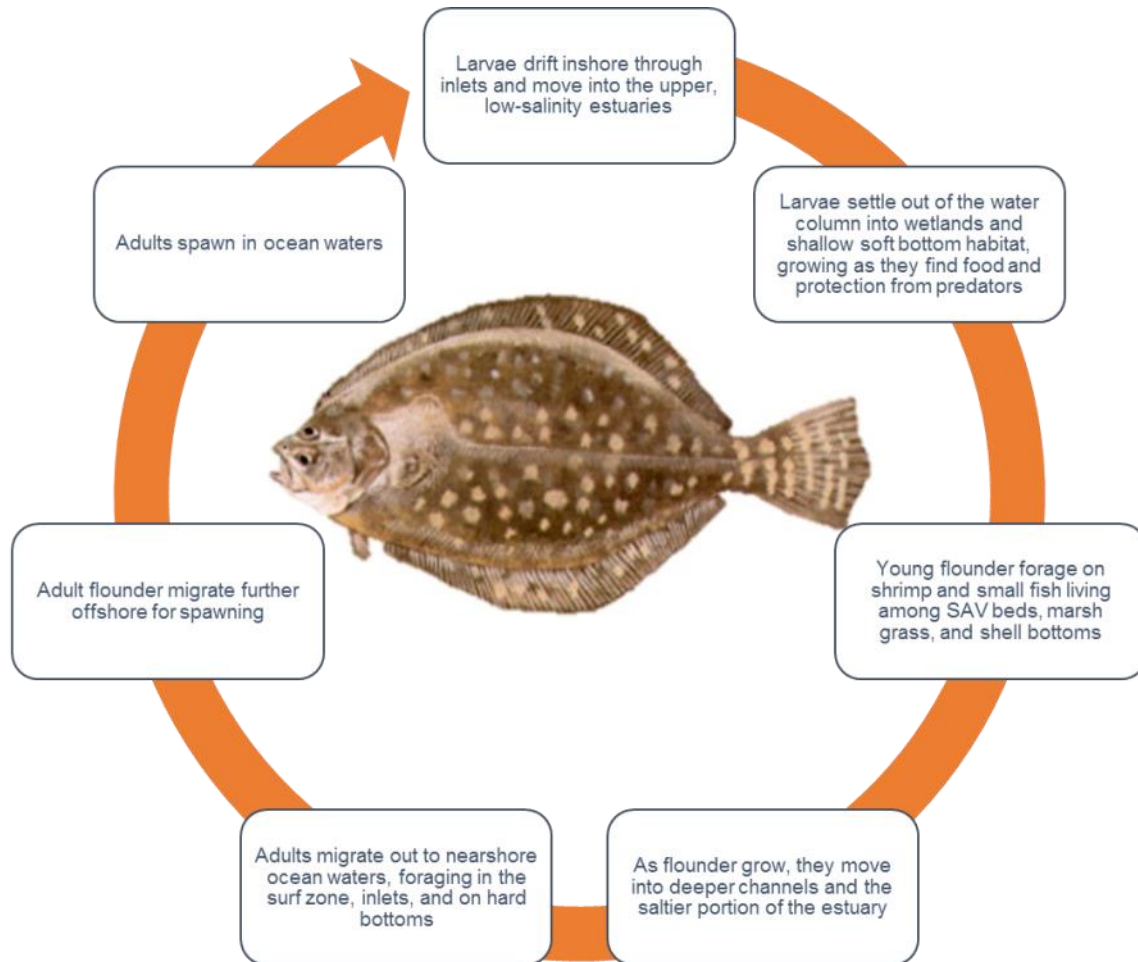 Larvae drift inshore through
inlets and move into the upper,
low-salinity estuaries
Larvae settle out of the water
column into wetlands and
shallow soft bottom habitat,
growing as they find food and
protection from predators
Young flounder forage on
shrimp and small fish living
among SAV beds, marsh
grass, and shell bottoms
As flounder grow, they move
into deeper channels and the
saltier portion of the estuary
Adults migrate out to nearshore
ocean waters, foraging in the
surf zone, inlets, and on hard
bottoms
Adult flounder migrate further
offshore for spawning
Adults spawn in ocean waters